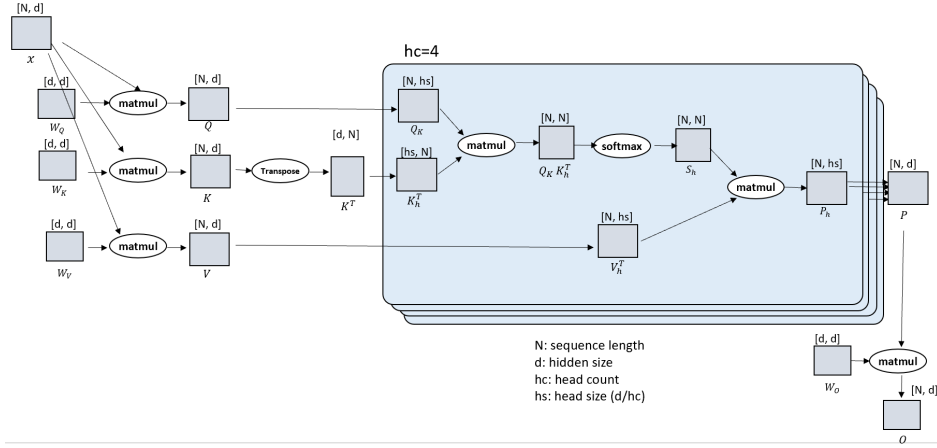 [N, d]
x
hc=4
[d, d]
W_Q
matmul
[N, d]
Q
[N, hs]
Q_K
[d, d]
W_K
matmul
[N, d]
K
Transpose
[d, N]
K^T
[hs, N]
K_h^T
matmul
[N, N]
Q_K K_h^T
softmax
[N, N]
S_h
matmul
[N, hs]
P_h
[N, d]
P
[d, d]
W_V
matmul
[N, d]
V
[N, hs]
V_h^T
N: sequence length
d: hidden size
hc: head count
hs: head size (d/hc)
[d, d]
W_O
matmul
[N, d]
O